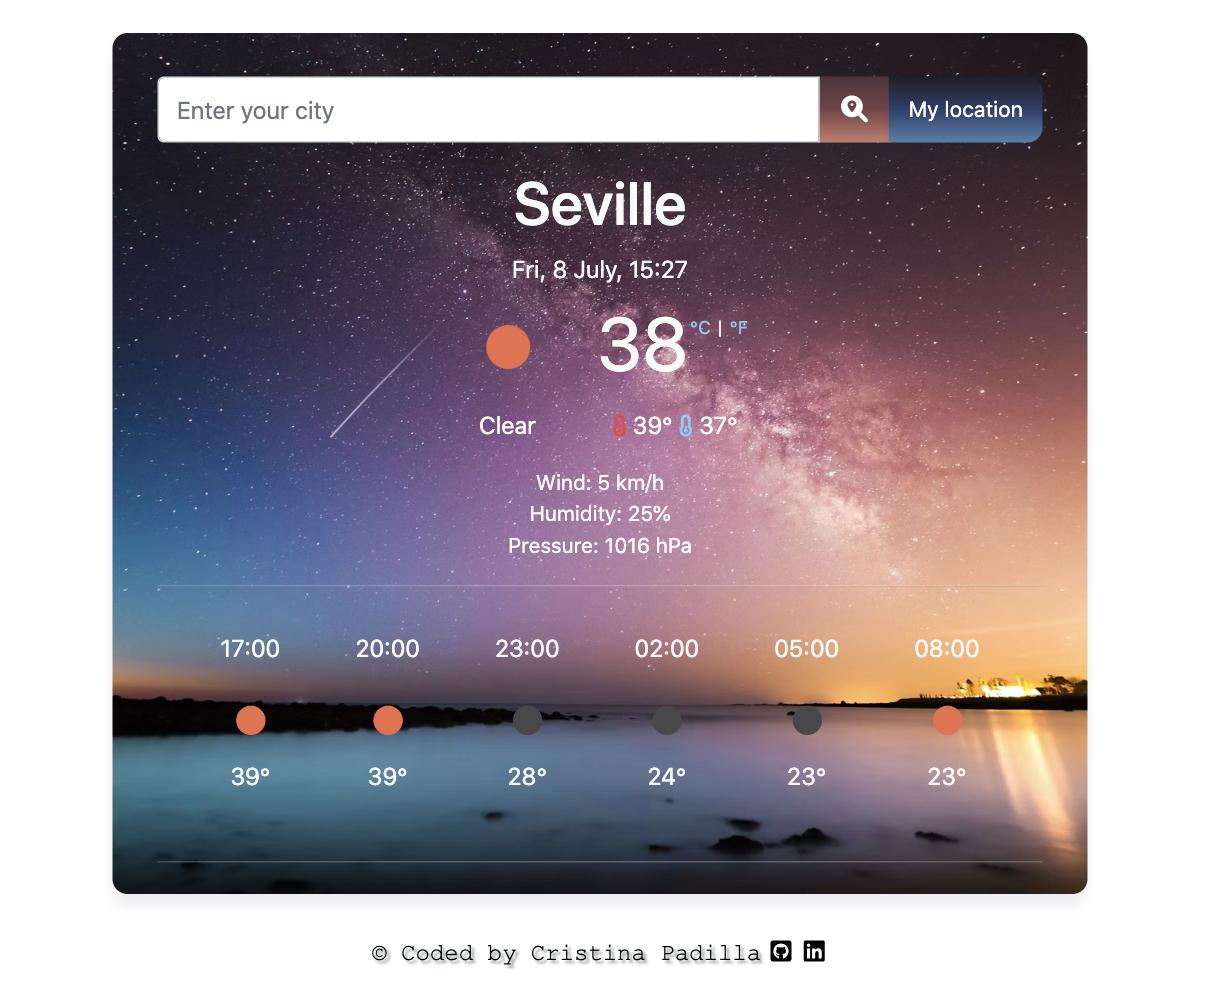 Enter your city
My location
Seville
Fri, 8 July, 15:27
38 °C | °F
Clear 39° 37°
Wind: 5 km/h
Humidity: 25%
Pressure: 1016 hPa
17:00 20:00 23:00 02:00 05:00 08:00
39° 39° 28° 24° 23° 23°
© Coded by Cristina Padilla in